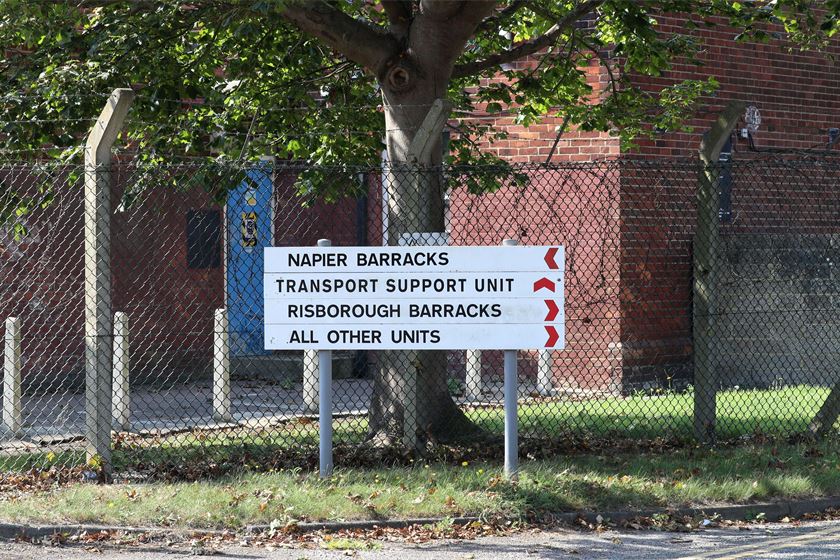 NAPIER BARRACKS
TRANSPORT SUPPORT UNIT
RISBOROUGH BARRACKS
ALL OTHER UNITS